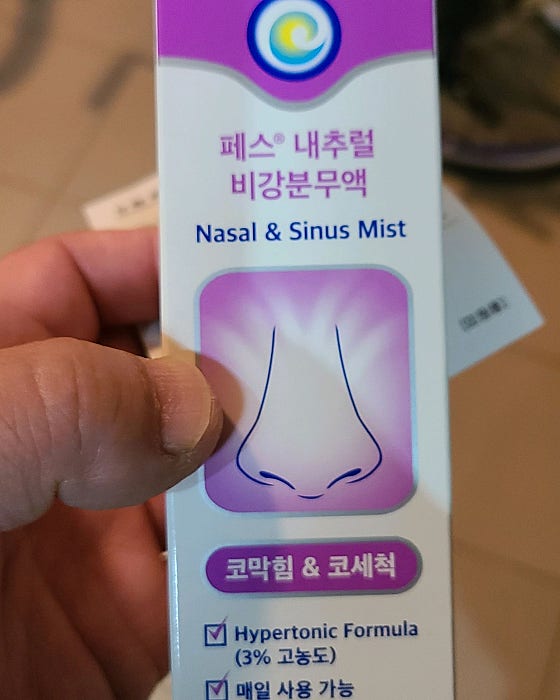 페스® 내추럴
비강분무액
Nasal & Sinus Mist
코막힘 & 코세척
Hypertonic Formula
(3% 고농도)
매일 사용 가능